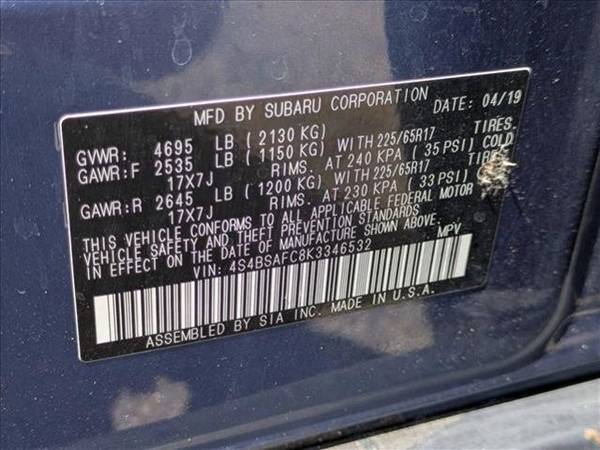 MFD BY SUBARU CORPORATION DATE: 04/19
GVWR: 4695 LB (2130 KG)
GAWR:F 2535 LB (1150 KG) WITH 225/65R17 TIRES.
17X7J RIMS. AT 240 KPA (35 PSI) COLD
GAWR:R 2645 LB (1200 KG) WITH 225/65R17 TIRES.
17X7J RIMS. AT 230 KPA (33 PSI)
THIS VEHICLE CONFORMS TO ALL APPLICABLE FEDERAL MOTOR
VEHICLE SAFETY AND THEFT PREVENTION STANDARDS
IN EFFECT ON THE DATE OF MANUFACTURE SHOWN ABOVE.
VIN: 4S4BSAFC8K3346532 MPV
ASSEMBLED BY SIA INC. MADE IN U.S.A.